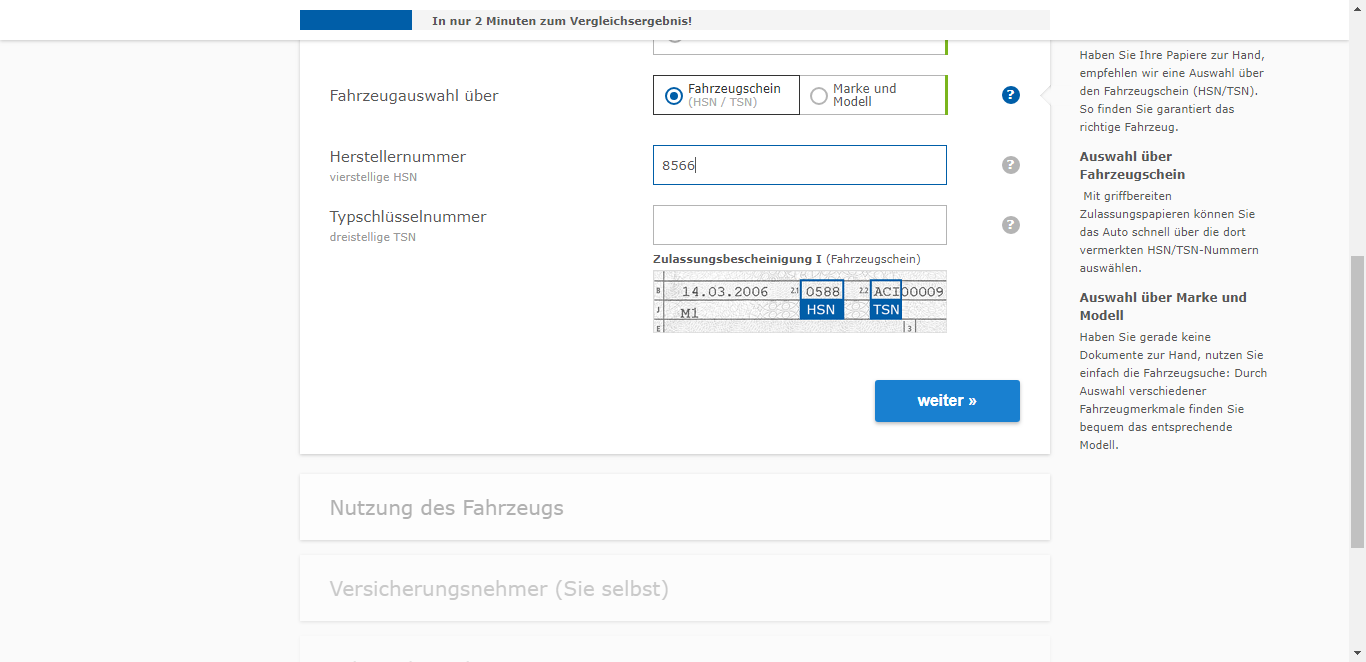 In nur 2 Minuten zum Vergleichsergebnis!
Fahrzeugauswahl über
Fahrzeugschein
(HSN / TSN)
Marke und
Modell
?
Herstellernummer
vierstellige HSN
8566
?
Typschlüsselnummer
dreistellige TSN
?
Zulassungsbescheinigung I (Fahrzeugschein)
B 14.03.2006 2.1 0588 2.2 ACI00009
J M1 HSN TSN
E 3
weiter »
Nutzung des Fahrzeugs
Versicherungsnehmer (Sie selbst)
Haben Sie Ihre Papiere zur Hand,
empfehlen wir eine Auswahl über
den Fahrzeugschein (HSN/TSN).
So finden Sie garantiert das
richtige Fahrzeug.
Auswahl über
Fahrzeugschein
Mit griffbereiten
Zulassungspapieren können Sie
das Auto schnell über die dort
vermerkten HSN/TSN-Nummern
auswählen.
Auswahl über Marke und
Modell
Haben Sie gerade keine
Dokumente zur Hand, nutzen Sie
einfach die Fahrzeugsuche: Durch
Auswahl verschiedener
Fahrzeugmerkmale finden Sie
bequem das entsprechende
Modell.